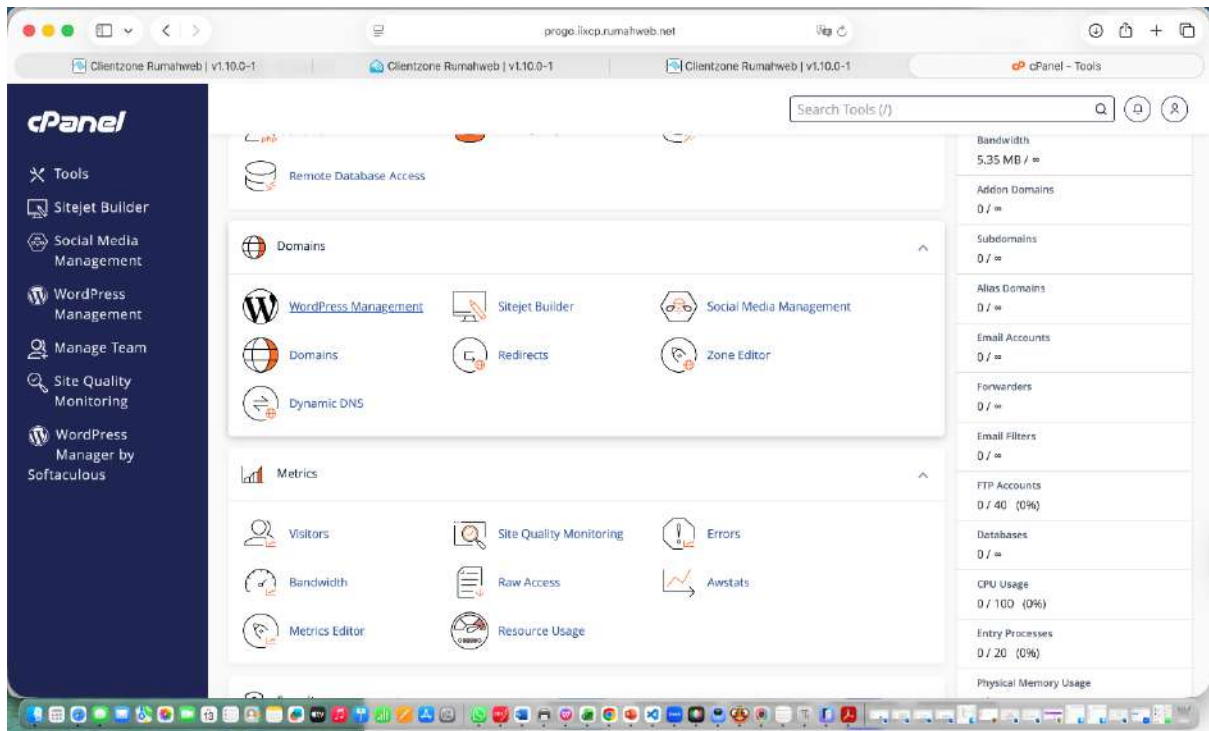 progo.iixcp.rumahweb.net
Clientzone Rumahweb | v1.10.0-1
Clientzone Rumahweb | v1.10.0-1
Clientzone Rumahweb | v1.10.0-1
cPanel - Tools
cPanel
Search Tools (/)
Tools
Sitejet Builder
Social Media
Management
WordPress
Management
Manage Team
Site Quality
Monitoring
WordPress
Manager by
Softaculous
php
Remote Database Access
Domains
WordPress Management
Sitejet Builder
Social Media Management
Domains
Redirects
Zone Editor
Dynamic DNS
Metrics
Visitors
Site Quality Monitoring
Errors
Bandwidth
Raw Access
Awstats
Metrics Editor
Resource Usage
Bandwidth
5.35 MB / ∞
Addon Domains
0 / ∞
Subdomains
0 / ∞
Alias Domains
0 / ∞
Email Accounts
0 / ∞
Forwarders
0 / ∞
Email Filters
0 / ∞
FTP Accounts
0 / 40 (0%)
Databases
0 / ∞
CPU Usage
0 / 100 (0%)
Entry Processes
0 / 20 (0%)
Physical Memory Usage